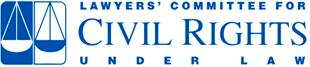 LAWYERS' COMMITTEE FOR
CIVIL RIGHTS
UNDER LAW